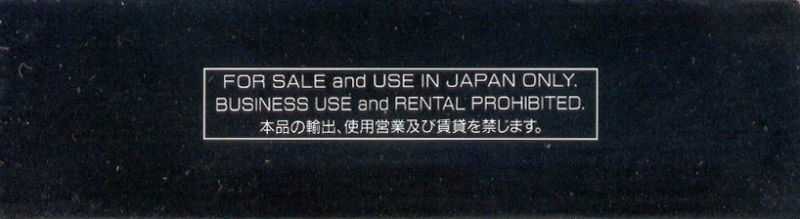 FOR SALE and USE IN JAPAN ONLY.
BUSINESS USE and RENTAL PROHIBITED.
本品の輸出、使用営業及び賃貸を禁じます。